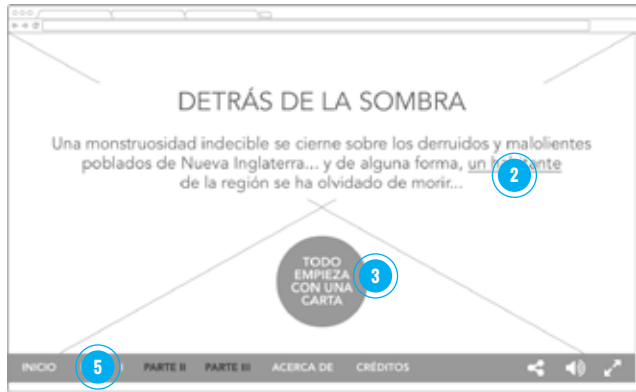 DETRÁS DE LA SOMBRA
Una monstruosidad indecible se cierne sobre los derruidos y malolientes
poblados de Nueva Inglaterra... y de alguna forma, un habitante
de la región se ha olvidado de morir...
2
TODO
EMPIEZA
CON UNA
CARTA
3
INICIO 5 PARTE II PARTE III ACERCA DE CRÉDITOS